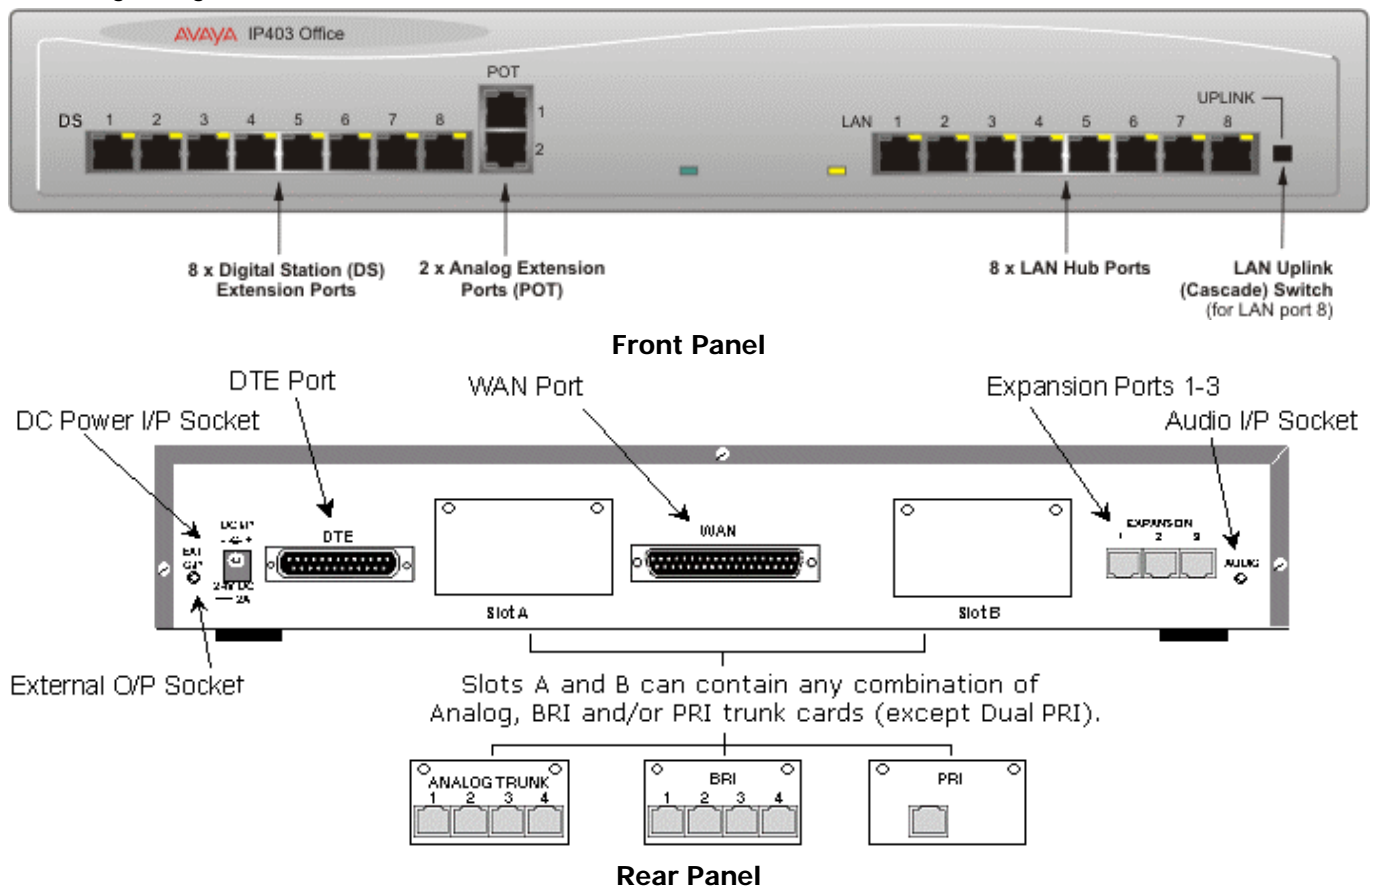 AVAYA IP403 Office
POT
UPLINK
DS 1 2 3 4 5 6 7 8
1
2
LAN 1 2 3 4 5 6 7 8
8 x Digital Station (DS)
Extension Ports
2 x Analog Extension
Ports (POT)
8 x LAN Hub Ports
LAN Uplink
(Cascade) Switch
(for LAN port 8)
Front Panel
DTE Port
WAN Port
Expansion Ports 1-3
DC Power I/P Socket
Audio I/P Socket
DC I/P
EXT
O/P
24V DC
2A
DTE
Slot A
WAN
Slot B
EXPANSION
1 2 3
AUDIO
External O/P Socket
Slots A and B can contain any combination of
Analog, BRI and/or PRI trunk cards (except Dual PRI).
ANALOG TRUNK
1 2 3 4
BRI
1 2 3 4
PRI
Rear Panel